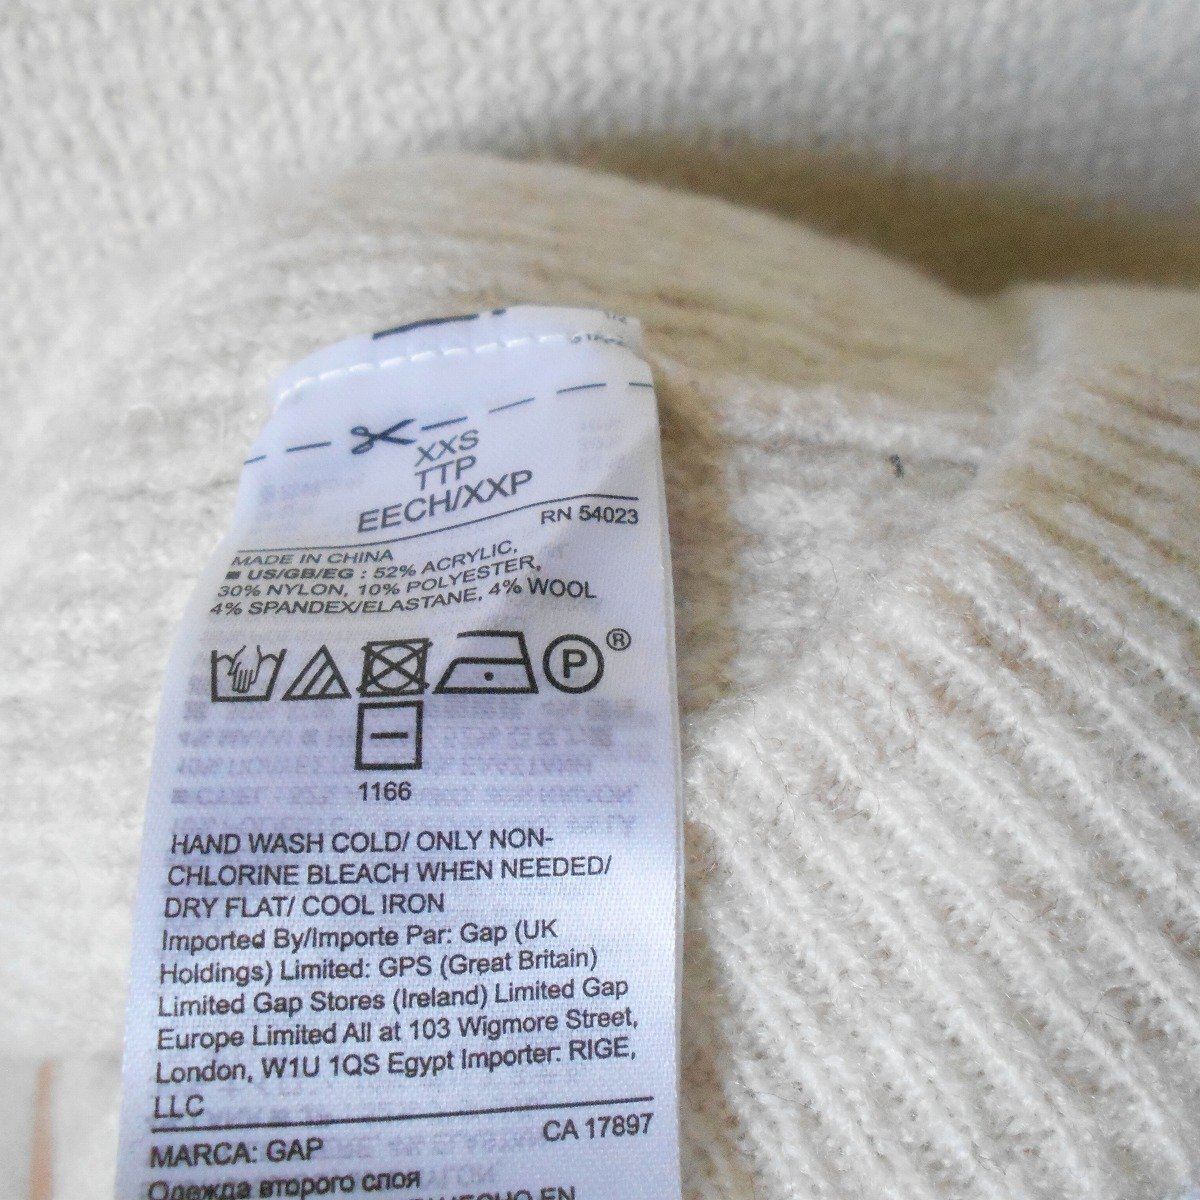 XXS
TTP
EECH/XXP
RN 54023
MADE IN CHINA
■ US/GB/EG : 52% ACRYLIC,
30% NYLON, 10% POLYESTER,
4% SPANDEX/ELASTANE, 4% WOOL
P ®
1166
HAND WASH COLD/ ONLY NON-
CHLORINE BLEACH WHEN NEEDED/
DRY FLAT/ COOL IRON
Imported By/Importe Par: Gap (UK
Holdings) Limited: GPS (Great Britain)
Limited Gap Stores (Ireland) Limited Gap
Europe Limited All at 103 Wigmore Street,
London, W1U 1QS Egypt Importer: RIGE,
LLC
CA 17897
MARCA: GAP
Одежда второго слоя
HECHO EN